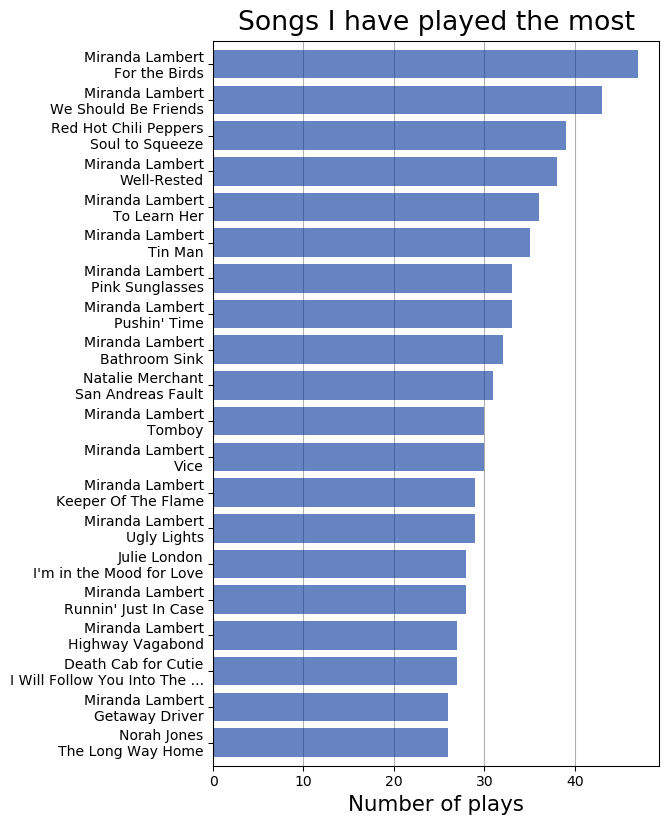 Songs I have played the most
Miranda Lambert
For the Birds
Miranda Lambert
We Should Be Friends
Red Hot Chili Peppers
Soul to Squeeze
Miranda Lambert
Well-Rested
Miranda Lambert
To Learn Her
Miranda Lambert
Tin Man
Miranda Lambert
Pink Sunglasses
Miranda Lambert
Pushin' Time
Miranda Lambert
Bathroom Sink
Natalie Merchant
San Andreas Fault
Miranda Lambert
Tomboy
Miranda Lambert
Vice
Miranda Lambert
Keeper Of The Flame
Miranda Lambert
Ugly Lights
Julie London
I'm in the Mood for Love
Miranda Lambert
Runnin' Just In Case
Miranda Lambert
Highway Vagabond
Death Cab for Cutie
I Will Follow You Into The ...
Miranda Lambert
Getaway Driver
Norah Jones
The Long Way Home
0 10 20 30 40
Number of plays